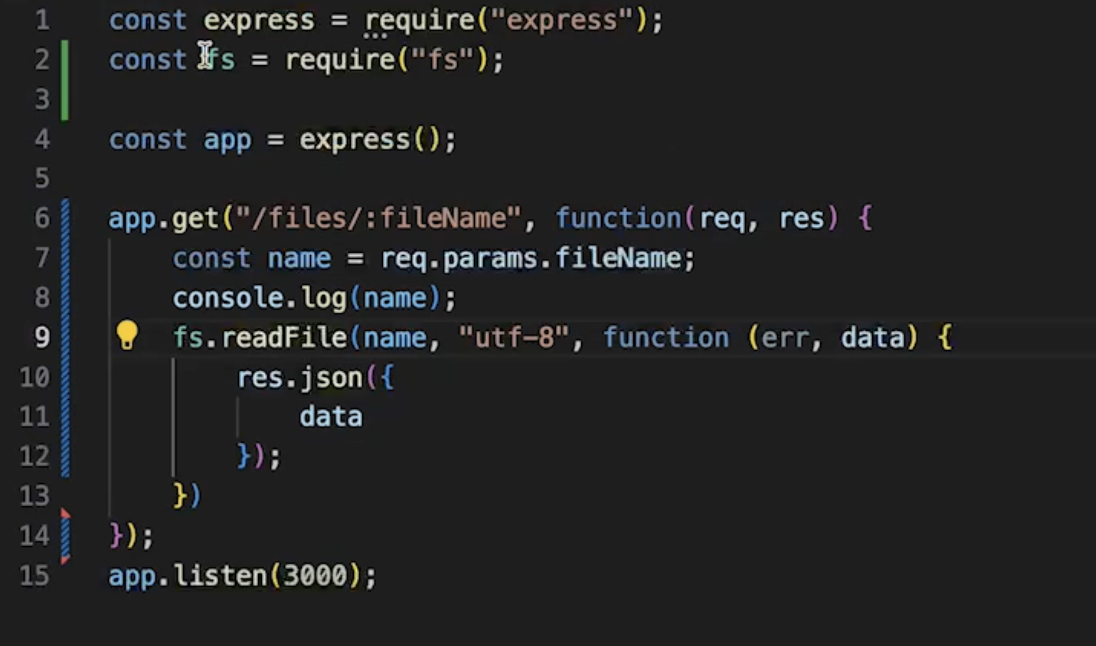 1 const express = require("express");
2 const fs = require("fs");
3
4 const app = express();
5
6 app.get("/files/:fileName", function(req, res) {
7 const name = req.params.fileName;
8 console.log(name);
9 fs.readFile(name, "utf-8", function (err, data) {
10 res.json({
11 data
12 });
13 })
14 });
15 app.listen(3000);